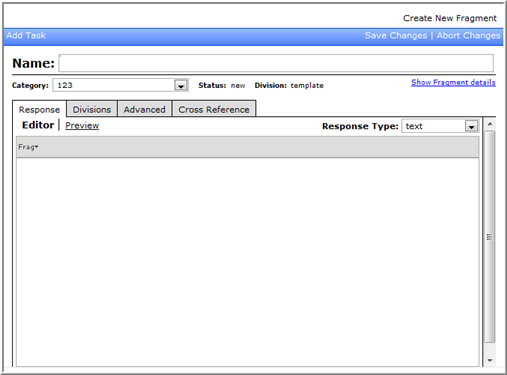 Create New Fragment
Add Task Save Changes | Abort Changes
Name:
Category: 123 Status: new Division: template Show Fragment details
Response Divisions Advanced Cross Reference
Editor | Preview Response Type: text
Frag